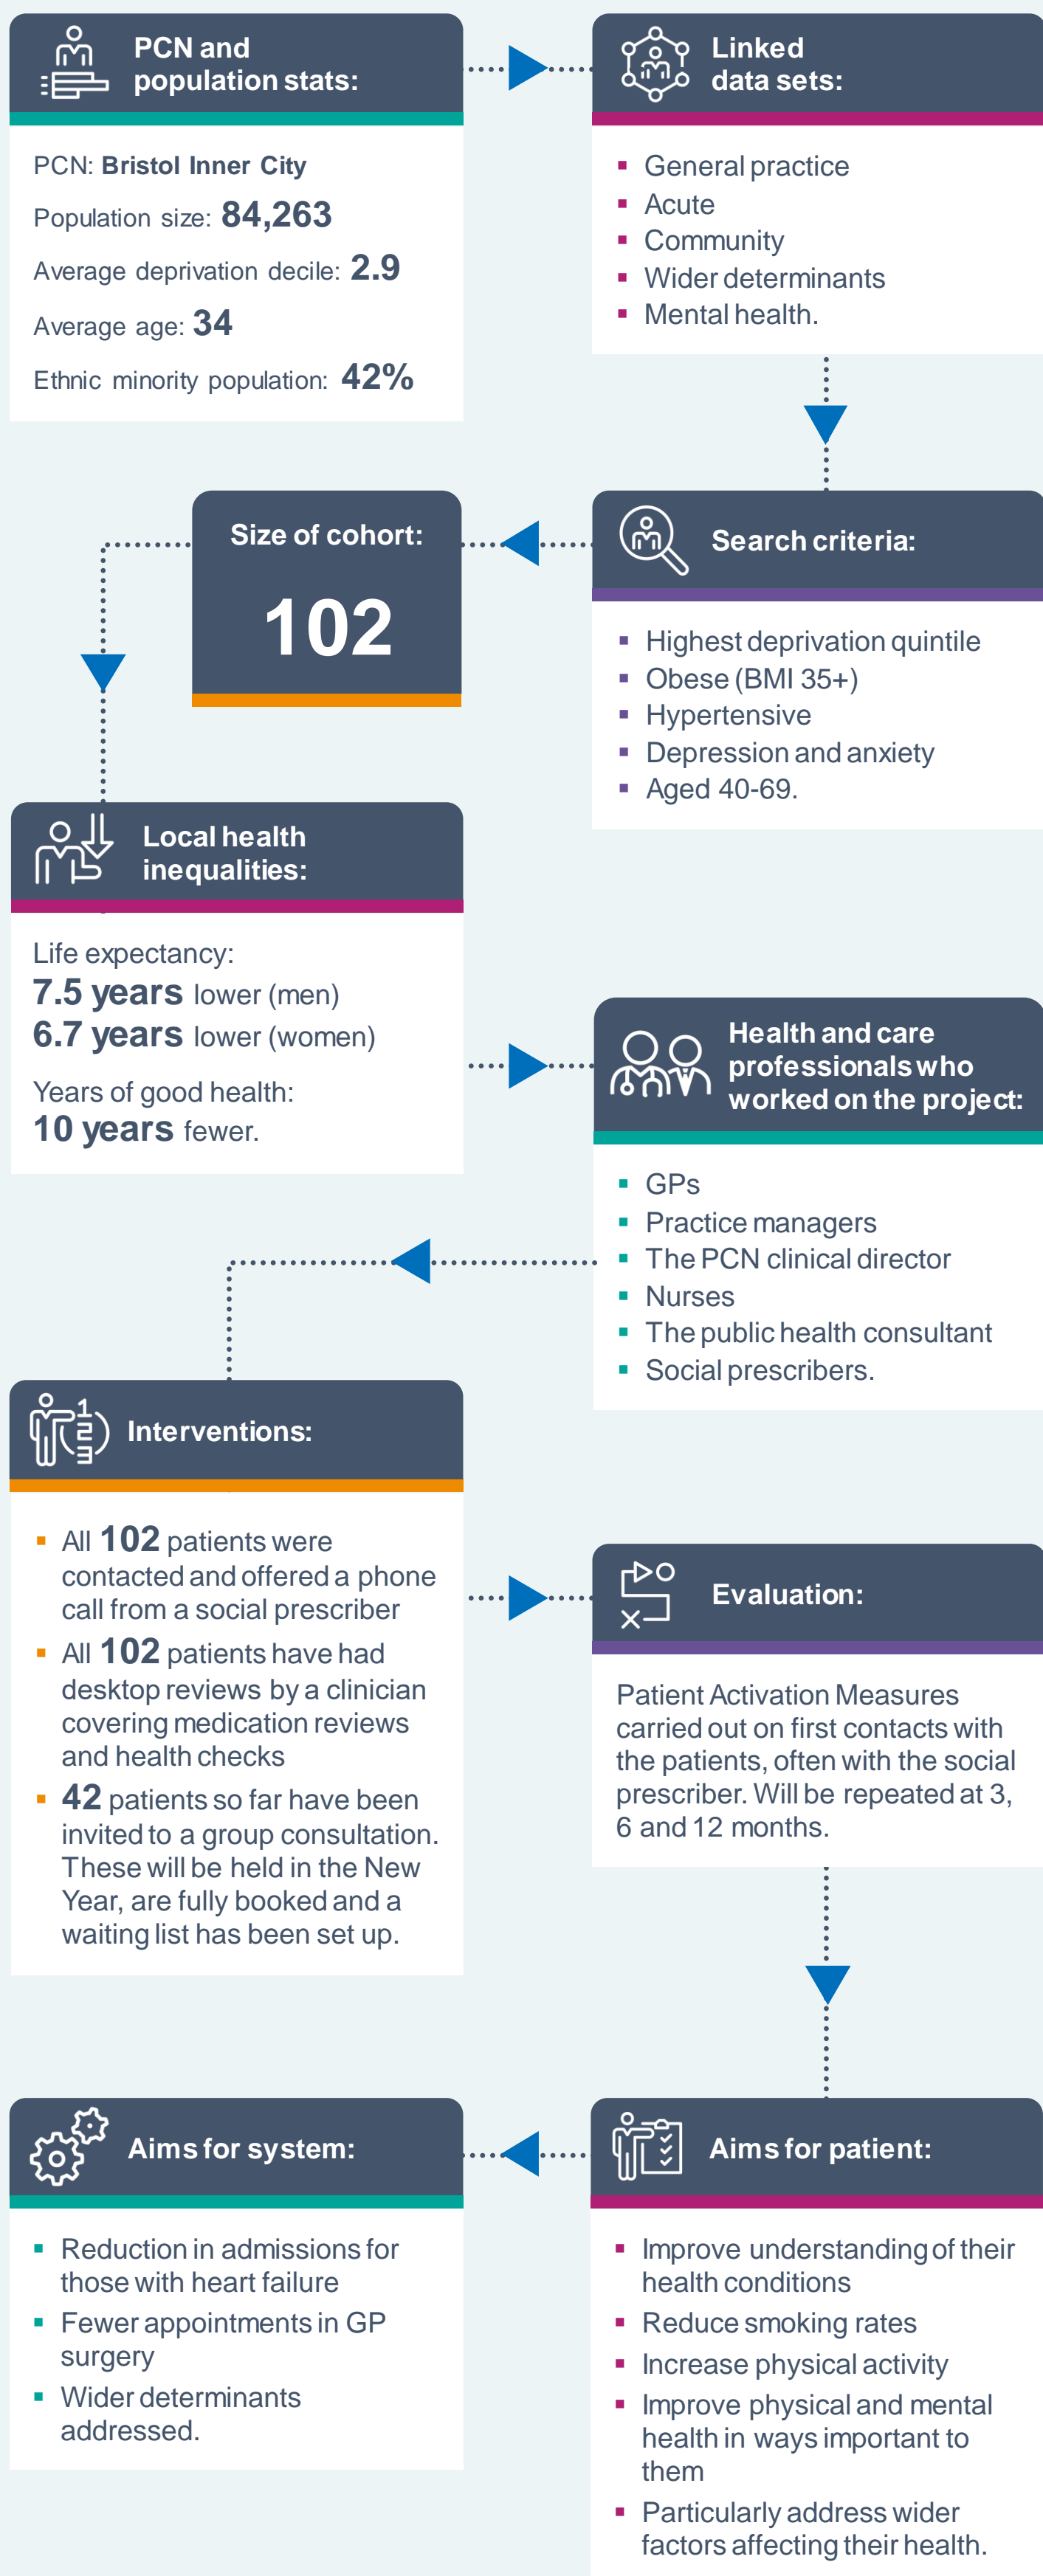 PCN and
population stats:
PCN: Bristol Inner City
Population size: 84,263
Average deprivation decile: 2.9
Average age: 34
Ethnic minority population: 42%
Linked
data sets:
General practice
Acute
Community
Wider determinants
Mental health.
Search criteria:
Highest deprivation quintile
Obese (BMI 35+)
Hypertensive
Depression and anxiety
Aged 40-69.
Size of cohort:
102
Local health
inequalities:
Life expectancy:
7.5 years lower (men)
6.7 years lower (women)
Years of good health:
10 years fewer.
Health and care
professionals who
worked on the project:
GPs
Practice managers
The PCN clinical director
Nurses
The public health consultant
Social prescribers.
1
2
3
Interventions:
All 102 patients were
contacted and offered a phone
call from a social prescriber
All 102 patients have had
desktop reviews by a clinician
covering medication reviews
and health checks
42 patients so far have been
invited to a group consultation.
These will be held in the New
Year, are fully booked and a
waiting list has been set up.
Evaluation:
Patient Activation Measures
carried out on first contacts with
the patients, often with the social
prescriber. Will be repeated at 3,
6 and 12 months.
Aims for patient:
Improve understanding of their
health conditions
Reduce smoking rates
Increase physical activity
Improve physical and mental
health in ways important to
them
Particularly address wider
factors affecting their health.
Aims for system:
Reduction in admissions for
those with heart failure
Fewer appointments in GP
surgery
Wider determinants
addressed.